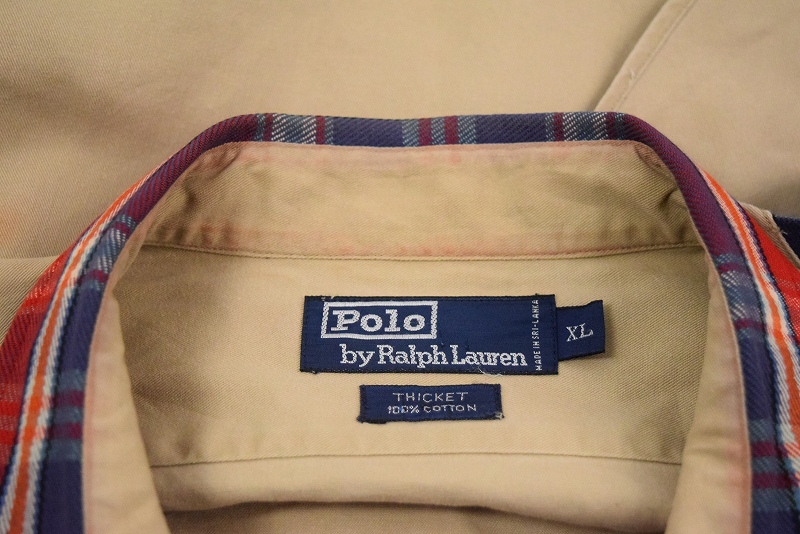 Polo
by Ralph Lauren
MADE IN SRI-LANKA
XL
THICKET
100% COTTON